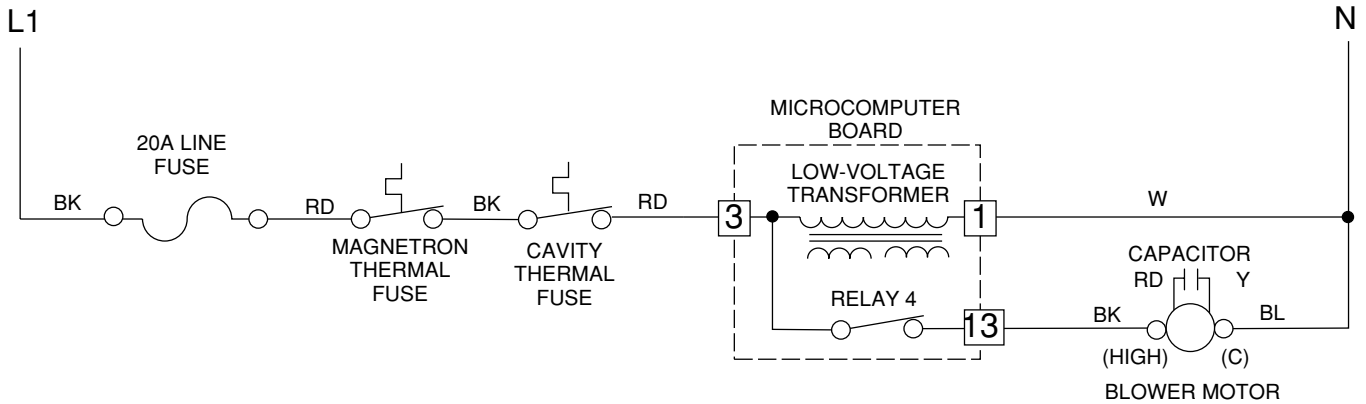 L1
N
20A LINE
FUSE
BK
RD
MAGNETRON
THERMAL
FUSE
BK
CAVITY
THERMAL
FUSE
RD
MICROCOMPUTER
BOARD
LOW-VOLTAGE
TRANSFORMER
3
1
RELAY 4
13
W
CAPACITOR
RD Y
BK
BL
(HIGH) (C)
BLOWER MOTOR